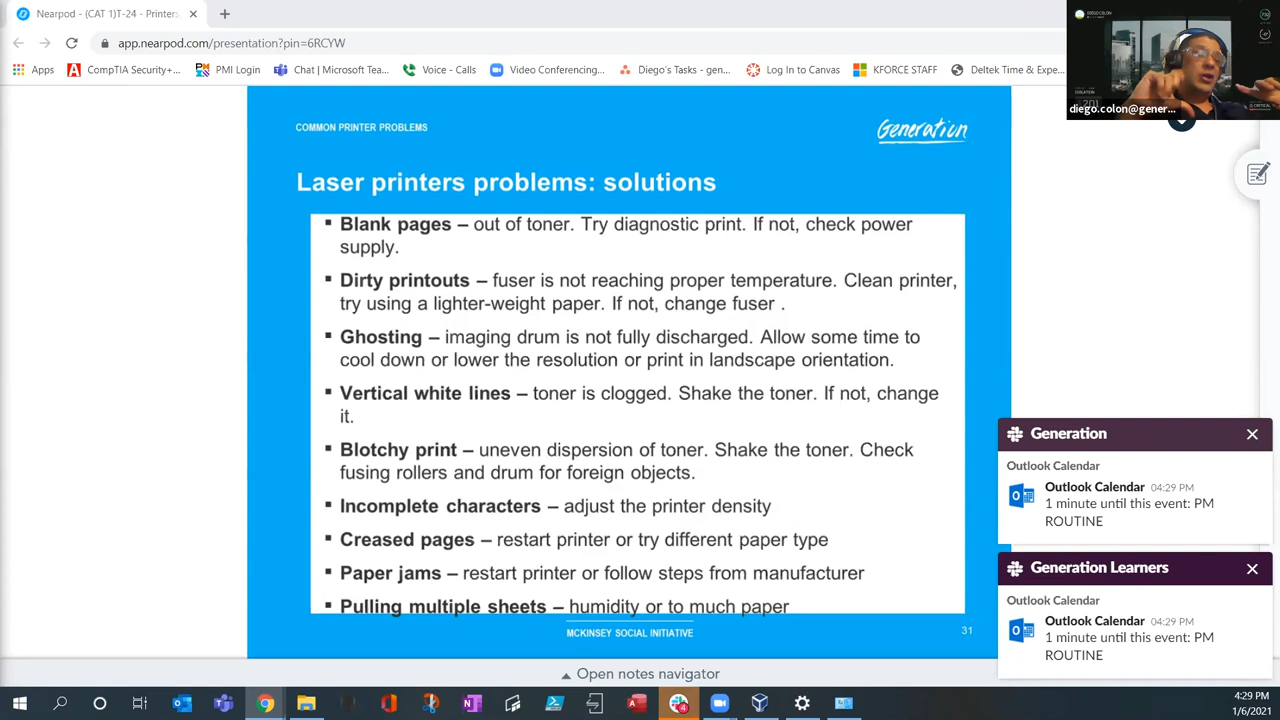 Nearpod - (CAT 1)T-24 - Printers
app.nearpod.com/presentation?pin=6RCYW
Apps CompTIA Security+... PMI Login Chat | Microsoft Tea... Voice - Calls Video Conferencing... Diego's Tasks - gen... Log In to Canvas KFORCE STAFF Deltek Time & Expe...
DIEGO COLON
diego.colon@gener...
COMMON PRINTER PROBLEMS
Generation
Laser printers problems: solutions
▪ Blank pages – out of toner. Try diagnostic print. If not, check power
supply.
▪ Dirty printouts – fuser is not reaching proper temperature. Clean printer,
try using a lighter-weight paper. If not, change fuser .
▪ Ghosting – imaging drum is not fully discharged. Allow some time to
cool down or lower the resolution or print in landscape orientation.
▪ Vertical white lines – toner is clogged. Shake the toner. If not, change
it.
▪ Blotchy print – uneven dispersion of toner. Shake the toner. Check
fusing rollers and drum for foreign objects.
▪ Incomplete characters – adjust the printer density
▪ Creased pages – restart printer or try different paper type
▪ Paper jams – restart printer or follow steps from manufacturer
▪ Pulling multiple sheets – humidity or to much paper
MCKINSEY SOCIAL INITIATIVE
31
Generation
Outlook Calendar
Outlook Calendar 04:29 PM
1 minute until this event: PM
ROUTINE
Generation Learners
Outlook Calendar
Outlook Calendar 04:29 PM
1 minute until this event: PM
ROUTINE
Open notes navigator
4:29 PM
1/6/2021